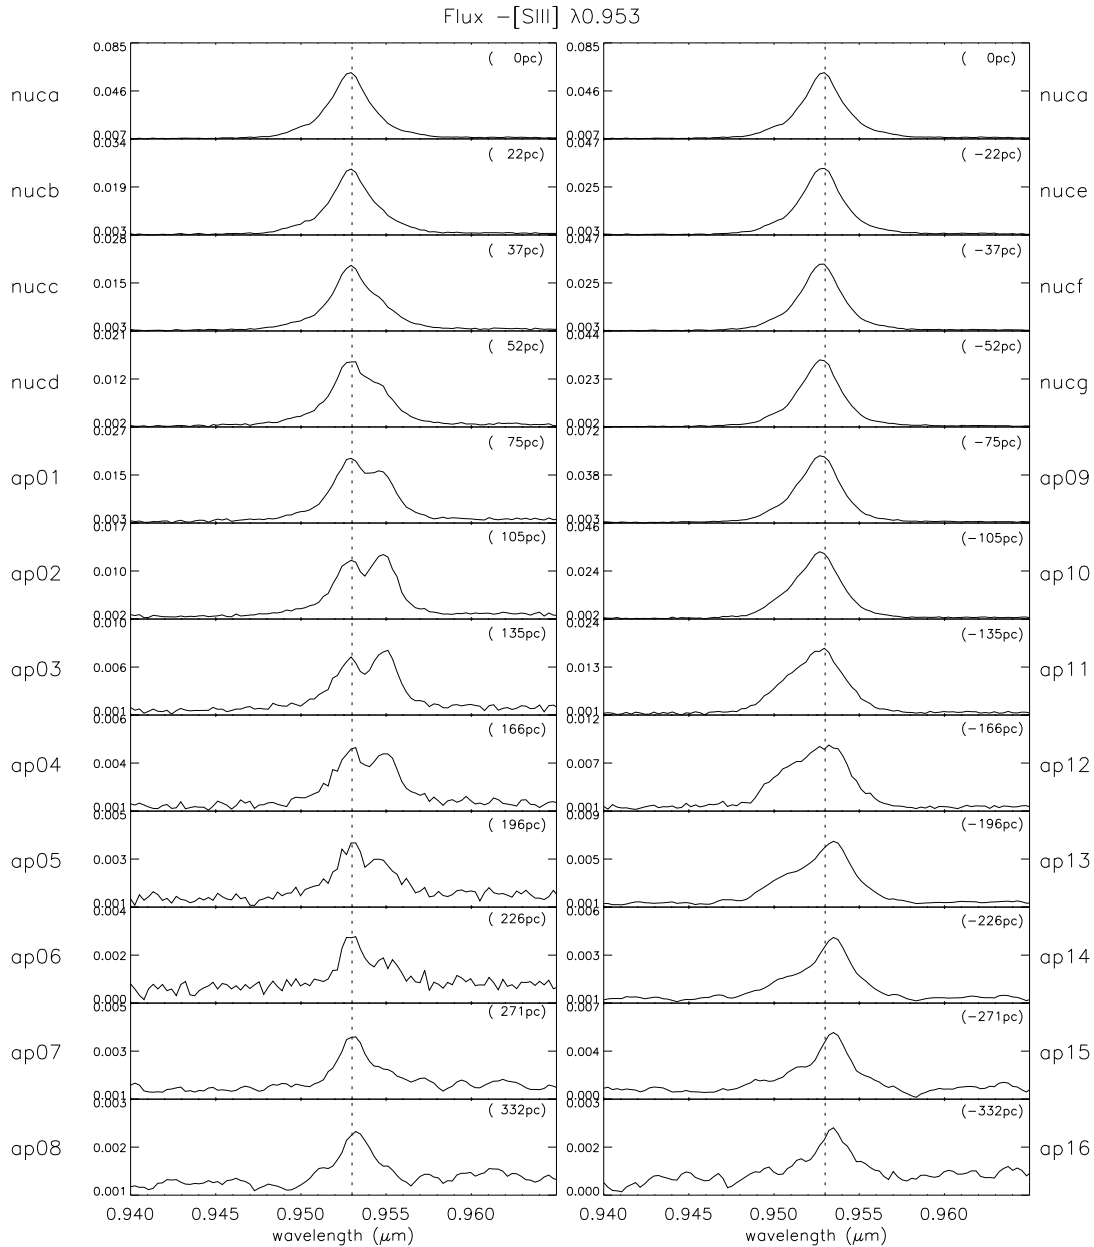 Flux −[SIII] λ0.953
nuca 0.085 0.046 0.007 ( 0pc)
0.085 0.046 0.007 ( 0pc) nuca
nucb 0.034 0.019 0.003 ( 22pc)
0.047 0.025 0.003 ( −22pc) nuce
nucc 0.028 0.015 0.003 ( 37pc)
0.047 0.025 0.003 ( −37pc) nucf
nucd 0.021 0.012 0.002 ( 52pc)
0.044 0.023 0.002 ( −52pc) nucg
ap01 0.027 0.015 0.003 ( 75pc)
0.072 0.038 0.003 ( −75pc) ap09
ap02 0.017 0.010 0.002 ( 105pc)
0.046 0.024 0.002 (−105pc) ap10
ap03 0.010 0.006 0.001 ( 135pc)
0.024 0.013 0.001 (−135pc) ap11
ap04 0.006 0.004 0.001 ( 166pc)
0.012 0.007 0.001 (−166pc) ap12
ap05 0.005 0.003 0.001 ( 196pc)
0.009 0.005 0.001 (−196pc) ap13
ap06 0.004 0.002 0.000 ( 226pc)
0.006 0.003 0.001 (−226pc) ap14
ap07 0.005 0.003 0.001 ( 271pc)
0.007 0.004 0.000 (−271pc) ap15
ap08 0.003 0.002 0.001 ( 332pc)
0.003 0.002 0.000 (−332pc) ap16
0.940 0.945 0.950 0.955 0.960
0.940 0.945 0.950 0.955 0.960
wavelength (μm)
wavelength (μm)